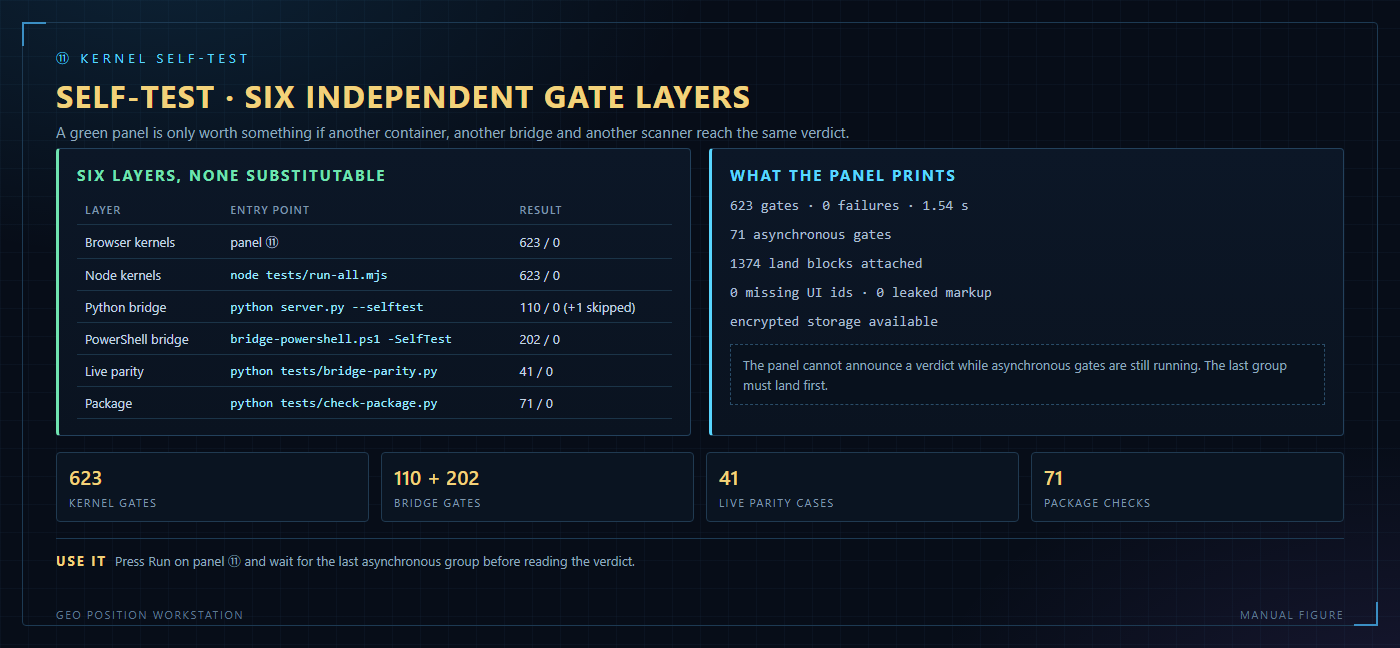 ⑪ KERNEL SELF-TEST
SELF-TEST · SIX INDEPENDENT GATE LAYERS
A green panel is only worth something if another container, another bridge and another scanner reach the same verdict.
SIX LAYERS, NONE SUBSTITUTABLE
LAYER ENTRY POINT RESULT
Browser kernels panel ⑪ 623 / 0
Node kernels node tests/run-all.mjs 623 / 0
Python bridge python server.py --selftest 110 / 0 (+1 skipped)
PowerShell bridge bridge-powershell.ps1 -SelfTest 202 / 0
Live parity python tests/bridge-parity.py 41 / 0
Package python tests/check-package.py 71 / 0
WHAT THE PANEL PRINTS
623 gates · 0 failures · 1.54 s
71 asynchronous gates
1374 land blocks attached
0 missing UI ids · 0 leaked markup
encrypted storage available
The panel cannot announce a verdict while asynchronous gates are still running. The last group
must land first.
623
KERNEL GATES
110 + 202
BRIDGE GATES
41
LIVE PARITY CASES
71
PACKAGE CHECKS
USE IT Press Run on panel ⑪ and wait for the last asynchronous group before reading the verdict.
GEO POSITION WORKSTATION
MANUAL FIGURE